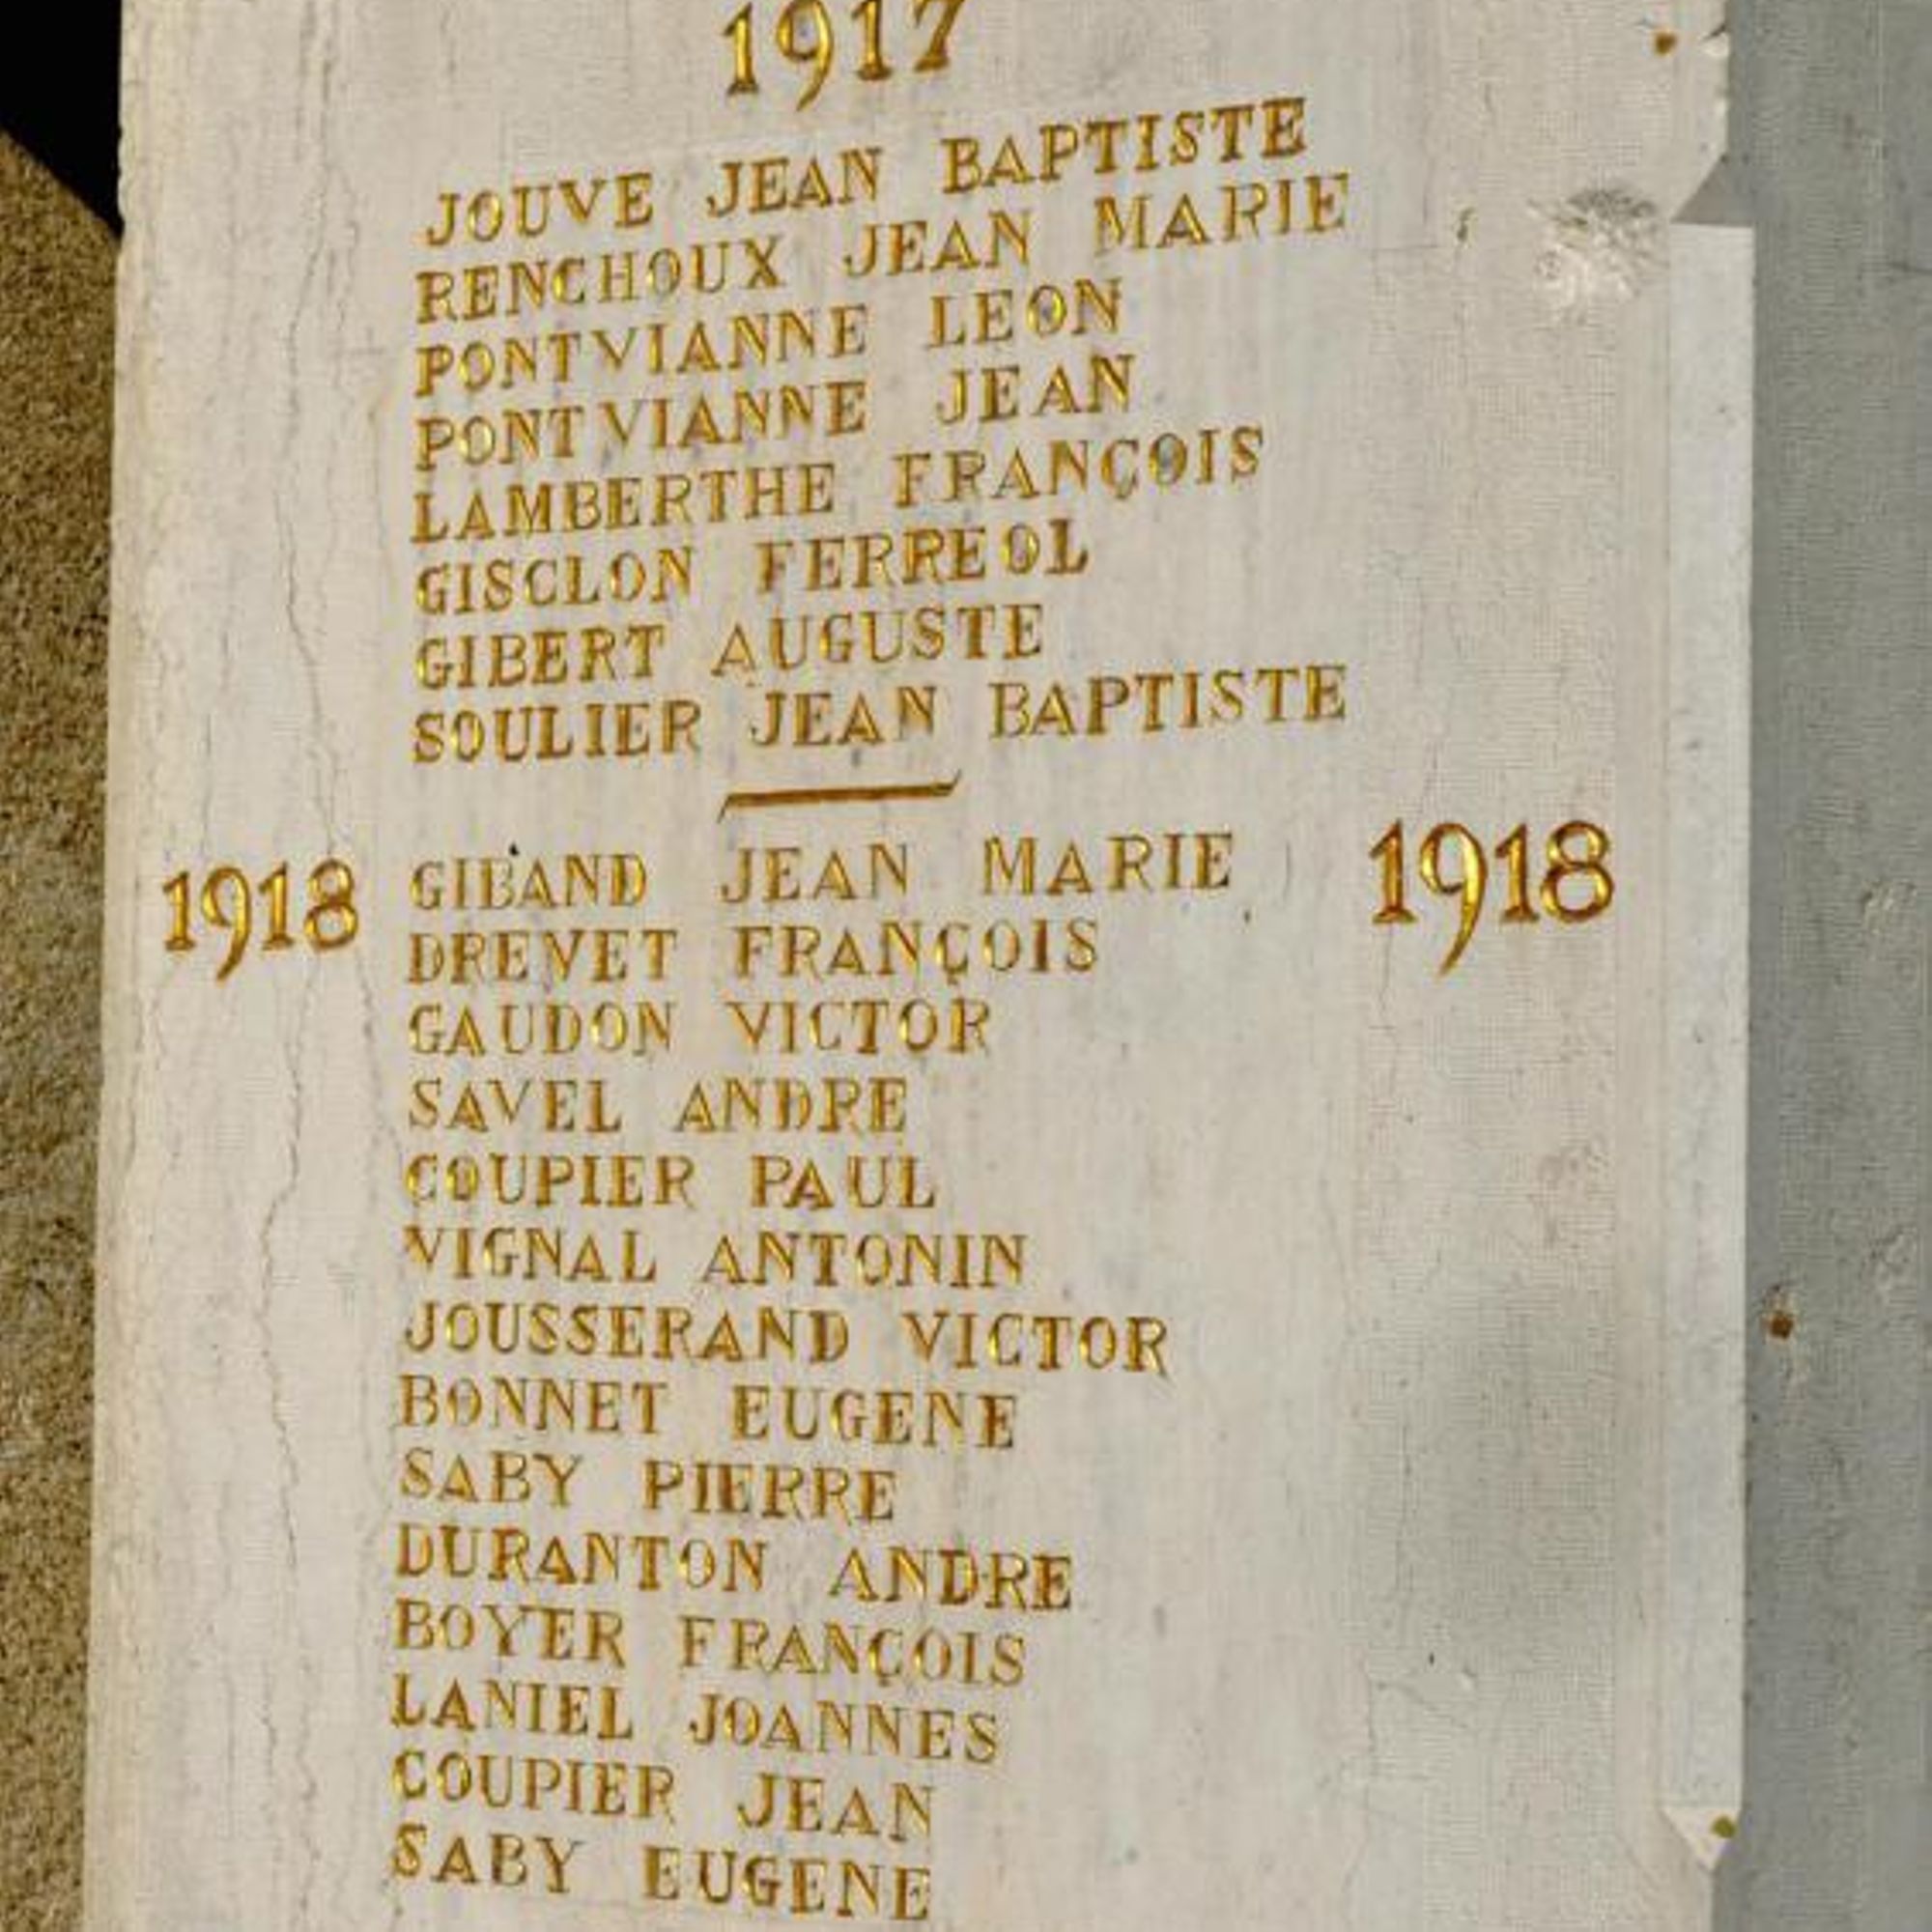 1917
JOUVE JEAN BAPTISTE
RENCHOUX JEAN MARIE
PONTVIANNE LEON
PONTVIANNE JEAN
LAMBERTHE FRANÇOIS
GISCLON FERREOL
GIBERT AUGUSTE
SOULIER JEAN BAPTISTE
1918 GIBAND JEAN MARIE 1918
DREVET FRANÇOIS
GAUDON VICTOR
SAVEL ANDRE
COUPIER PAUL
VIGNAL ANTONIN
JOUSSERAND VICTOR
BONNET EUGENE
SABY PIERRE
DURANTON ANDRE
BOYER FRANÇOIS
LANIEL JOANNES
COUPIER JEAN
SABY EUGENE